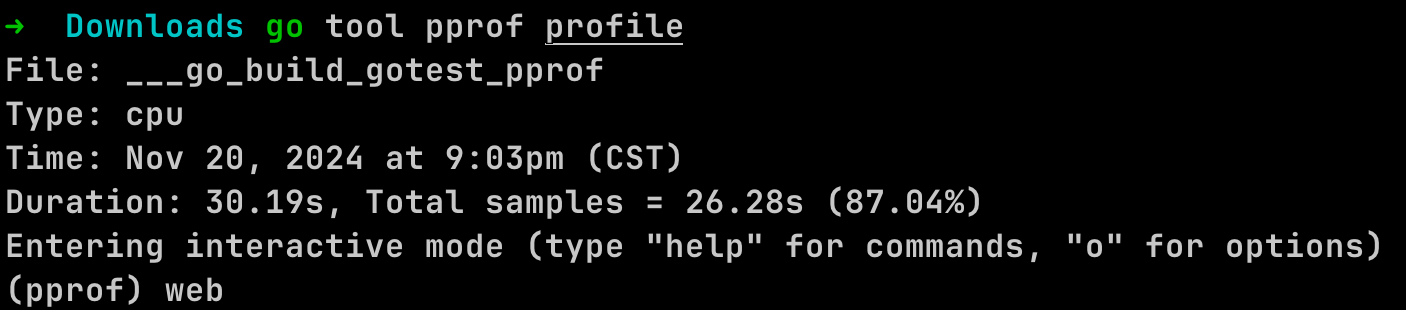 → Downloads go tool pprof profile
File: ___go_build_gotest_pprof
Type: cpu
Time: Nov 20, 2024 at 9:03pm (CST)
Duration: 30.19s, Total samples = 26.28s (87.04%)
Entering interactive mode (type "help" for commands, "o" for options)
(pprof) web